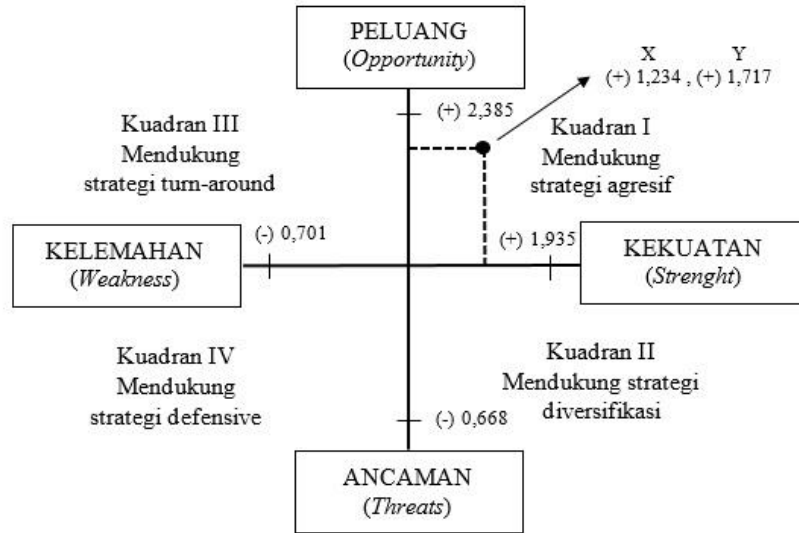 PELUANG
(Opportunity)
X Y
(+) 1,234 , (+) 1,717
(+) 2,385
Kuadran III
Mendukung
strategi turn-around
Kuadran I
Mendukung
strategi agresif
KELEMAHAN
(Weakness)
(-) 0,701
(+) 1,935
KEKUATAN
(Strenght)
Kuadran IV
Mendukung
strategi defensive
Kuadran II
Mendukung strategi
diversifikasi
(-) 0,668
ANCAMAN
(Threats)